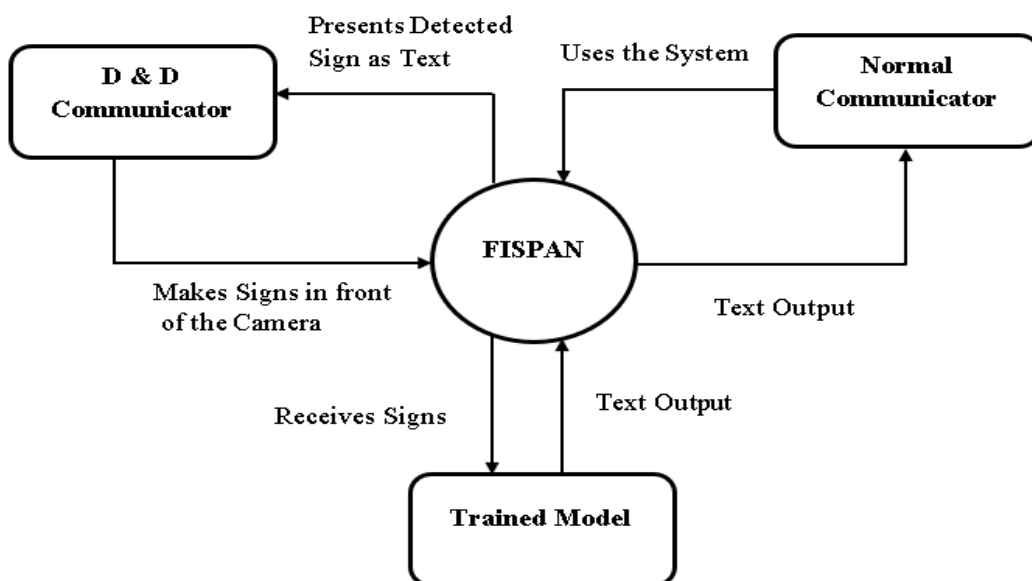 Presents Detected
Sign as Text
Uses the System
D & D
Communicator
Normal
Communicator
FISPAN
Makes Signs in front
of the Camera
Text Output
Receives Signs
Text Output
Trained Model